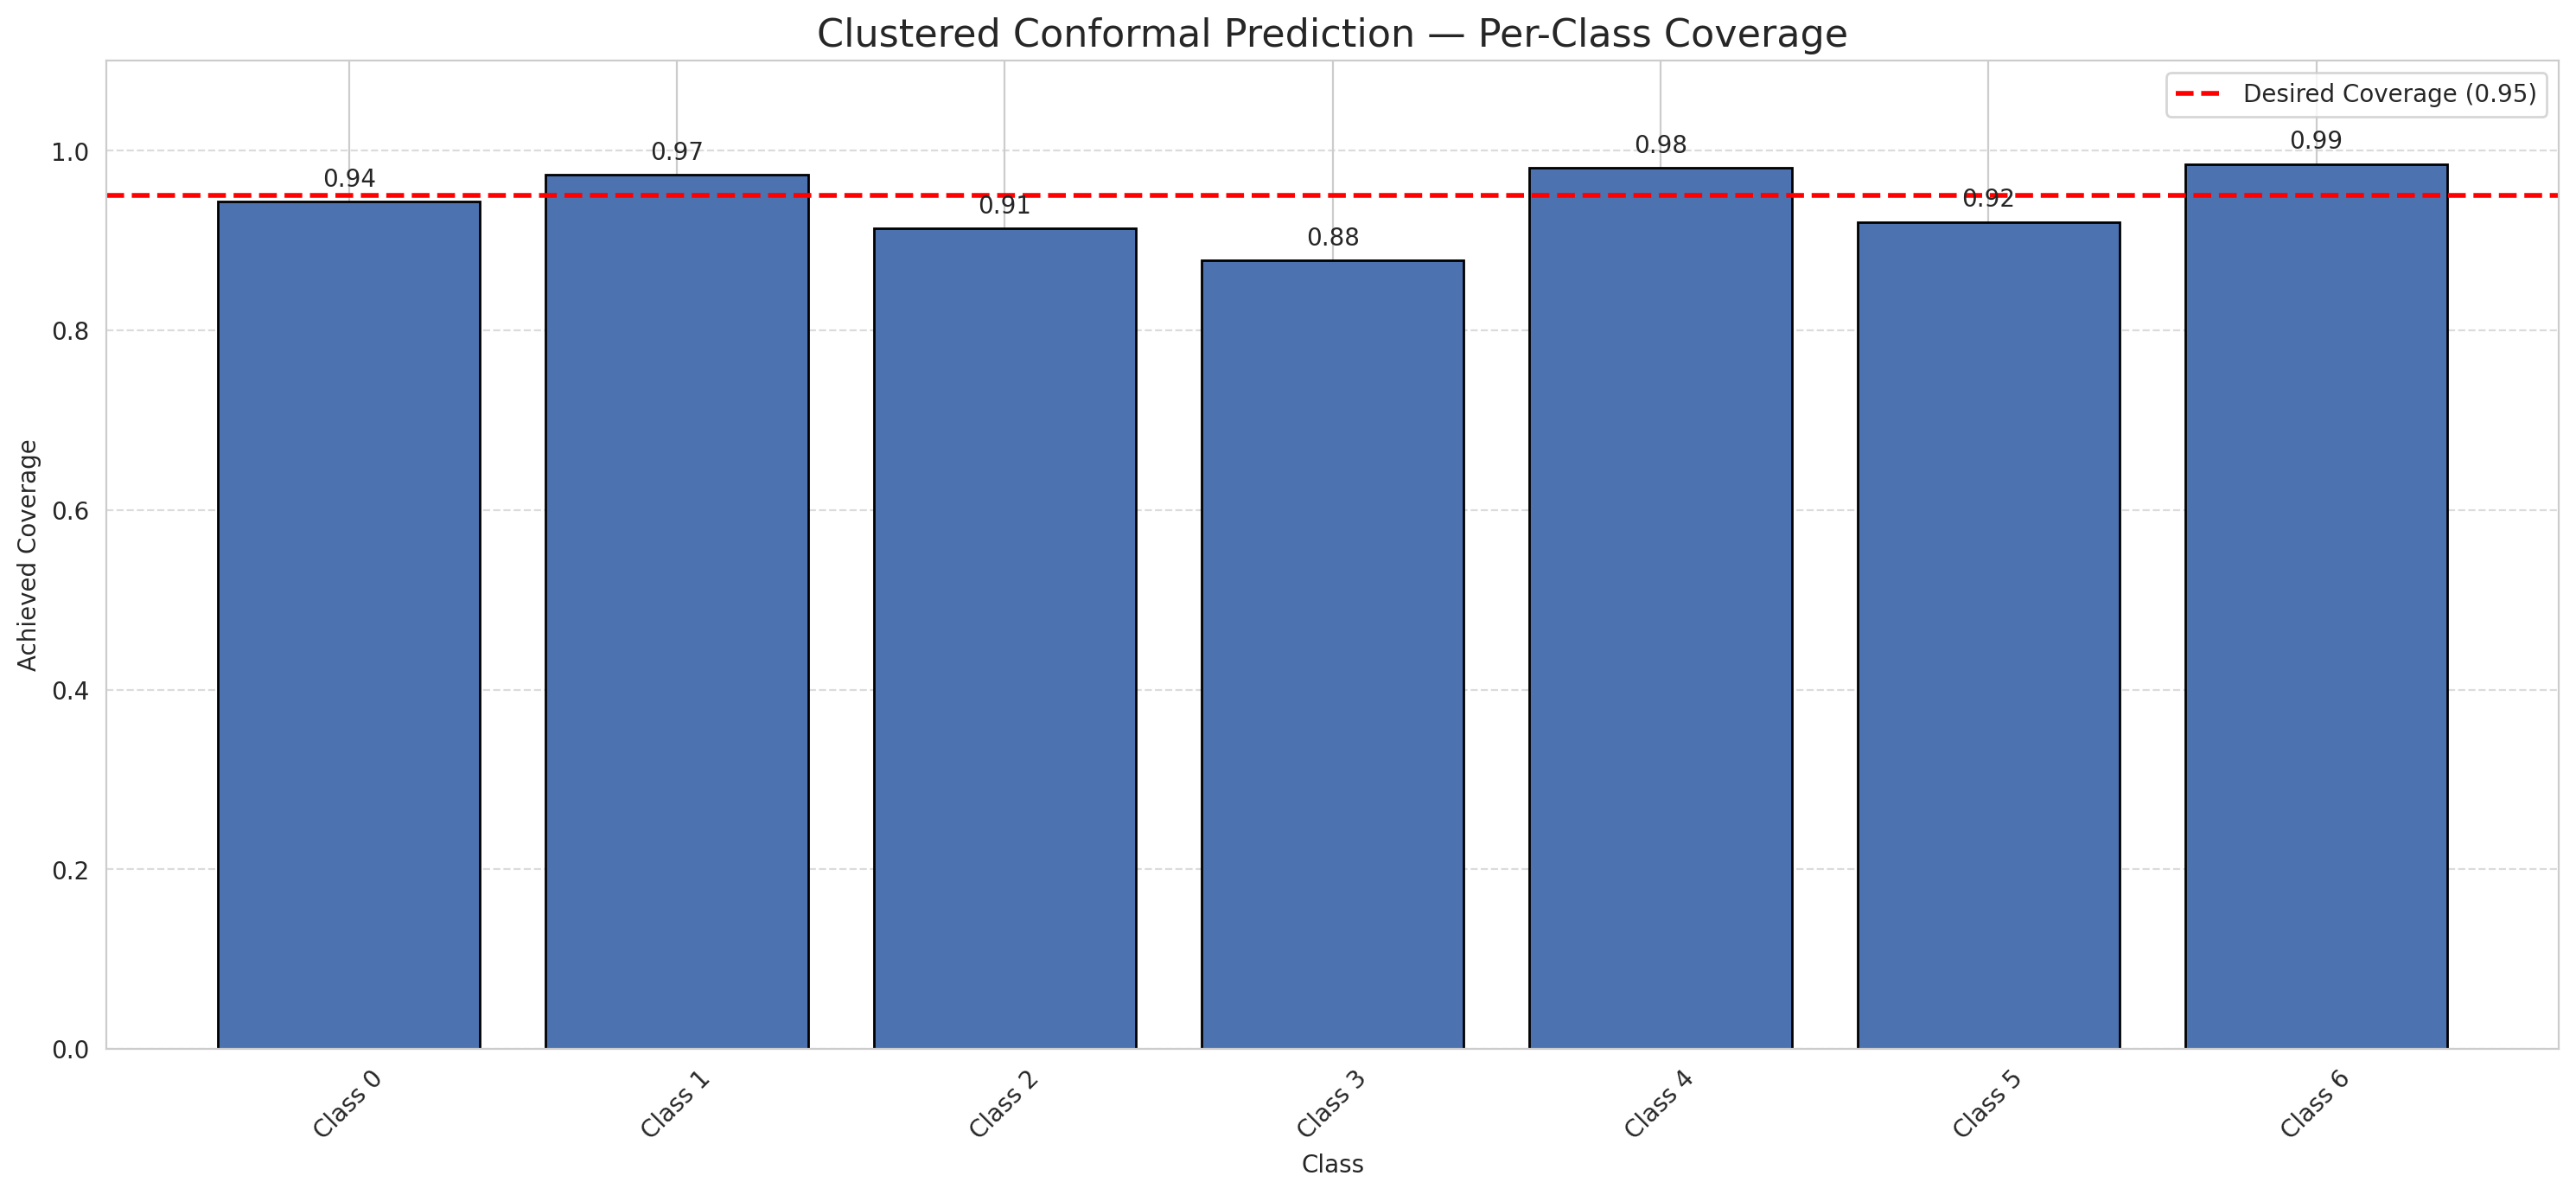 Clustered Conformal Prediction — Per-Class Coverage
Desired Coverage (0.95)
Achieved Coverage
1.0
0.8
0.6
0.4
0.2
0.0
0.94
0.97
0.91
0.88
0.98
0.92
0.99
Class 0
Class 1
Class 2
Class 3
Class 4
Class 5
Class 6
Class